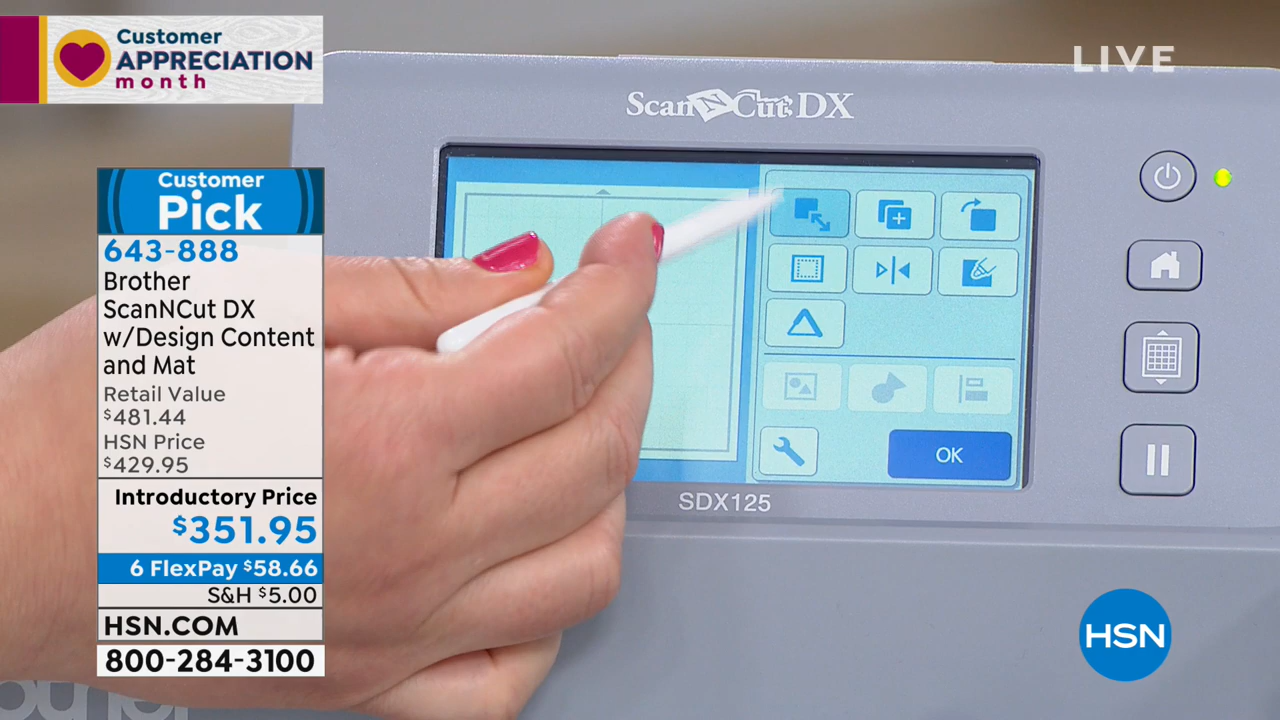 Customer
APPRECIATION
month
LIVE
ScanNCut DX
Customer
Pick
643-888
Brother
ScanNCut DX
w/Design Content
and Mat
Retail Value
$481.44
HSN Price
$429.95
Introductory Price
$351.95
6 FlexPay $58.66
S&H $5.00
HSN.COM
800-284-3100
OK
SDX125
HSN